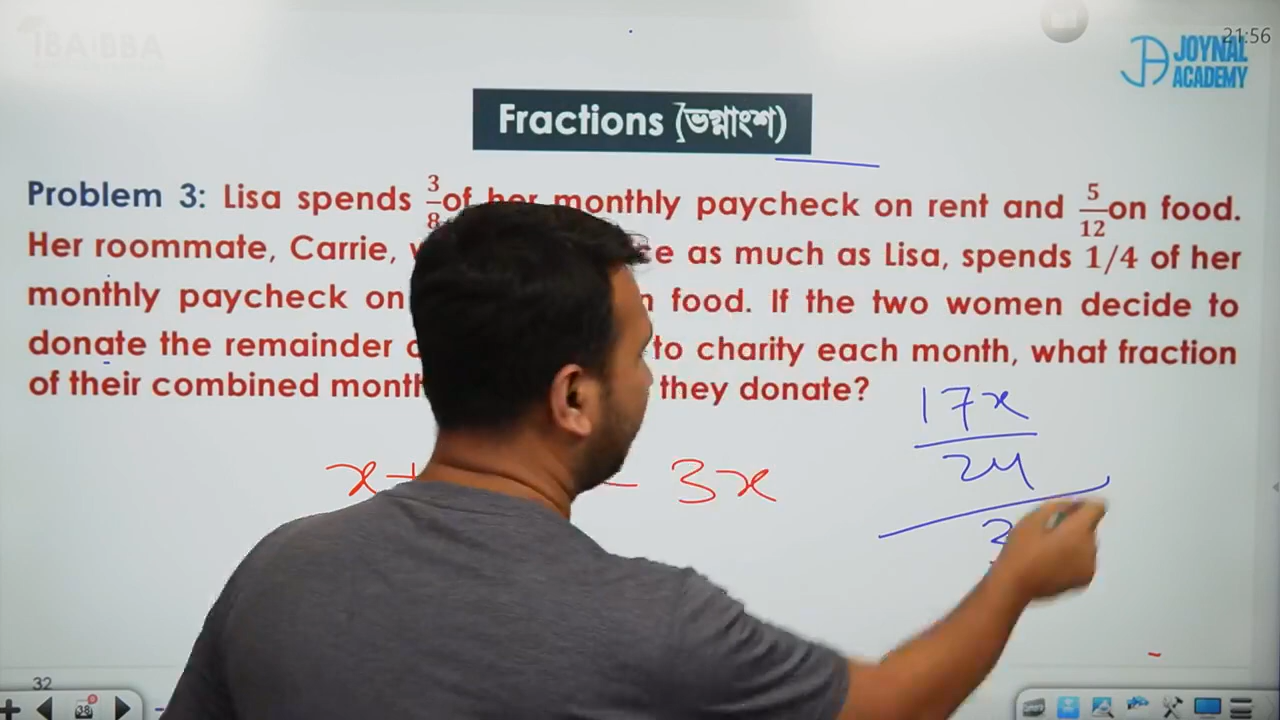 IBA BBA
21:56
JOYNAL
ACADEMY
Fractions (ভগ্নাংশ)
Problem 3: Lisa spends 3/8 of her monthly paycheck on rent and 5/12 on food.
Her roommate, Carrie, as much as Lisa, spends 1/4 of her
monthly paycheck on food. If the two women decide to
donate the remainder to charity each month, what fraction
of their combined they donate?
17x
24
x+ 3x
32
38